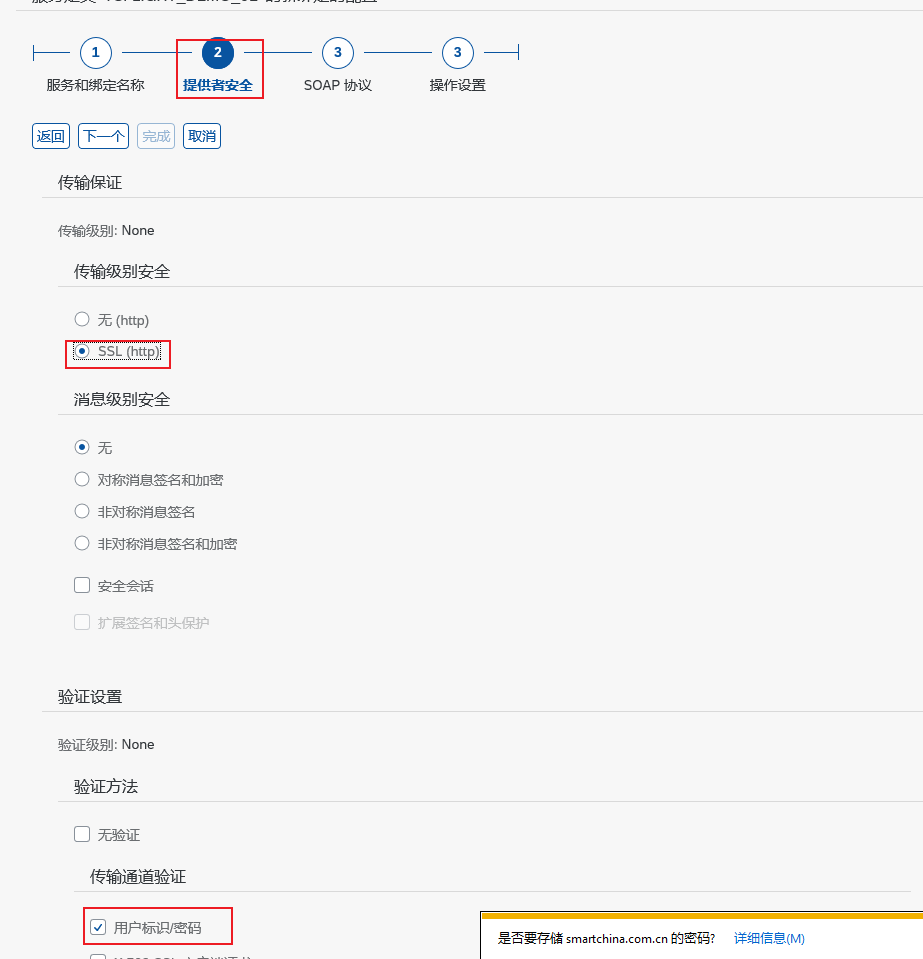 1
2
3
3
服务和绑定名称
提供者安全
SOAP 协议
操作设置
返回
下一个
完成
取消
传输保证
传输级别: None
传输级别安全
无 (http)
SSL (http)
消息级别安全
无
对称消息签名和加密
非对称消息签名
非对称消息签名和加密
安全会话
扩展签名和头保护
验证设置
验证级别: None
验证方法
无验证
传输通道验证
用户标识/密码
是否要存储 smartchina.com.cn 的密码?
详细信息(M)